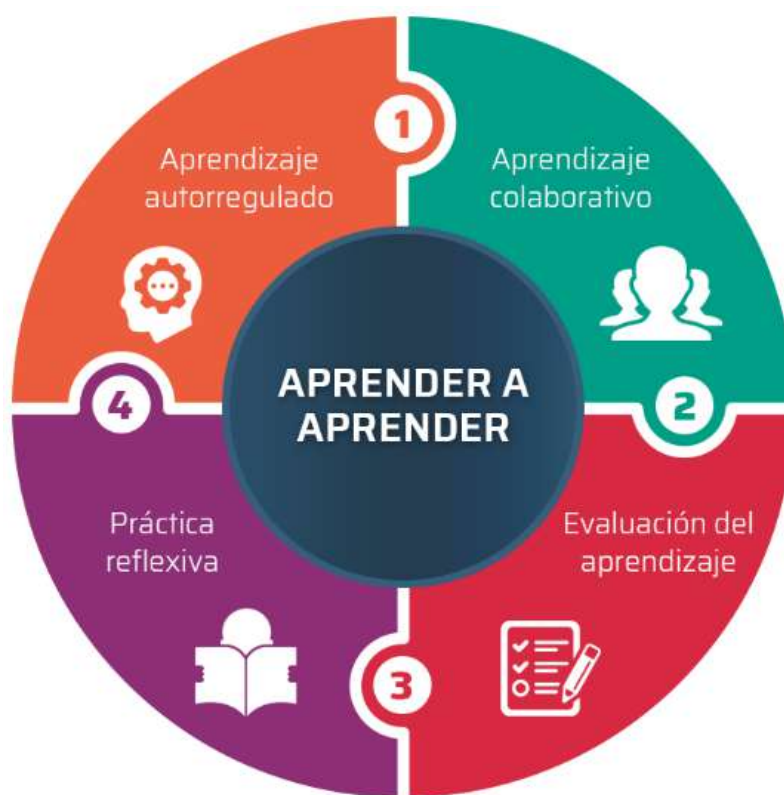 1
Aprendizaje
autorregulado
Aprendizaje
colaborativo
2
Evaluación del
aprendizaje
3
Práctica
reflexiva
4
APRENDER A
APRENDER